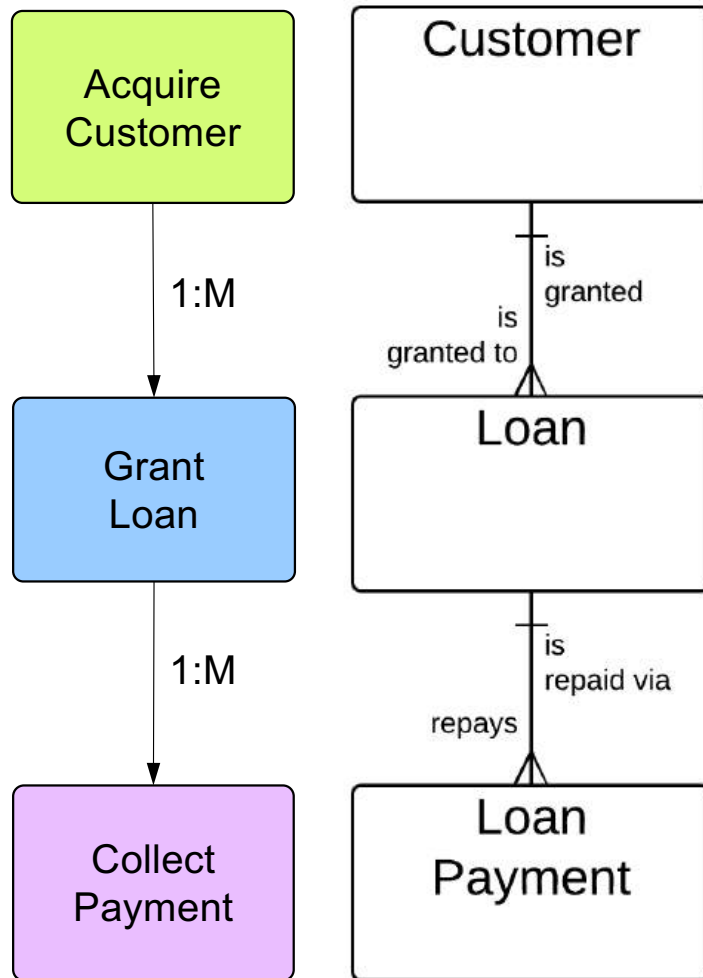 Acquire
Customer
1:M
Grant
Loan
1:M
Collect
Payment
Customer
is
granted
is
granted to
Loan
is
repaid via
repays
Loan
Payment